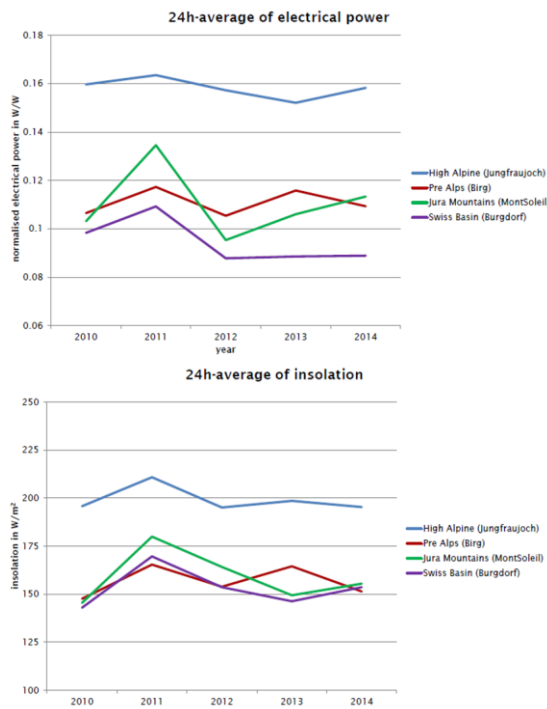 24h-average of electrical power
0.18
0.16
0.14
0.12
0.1
0.08
0.06
normalised electrical power in W/W
2010 2011 2012 2013 2014
year
High Alpine (Jungfraujoch)
Pre Alps (Birg)
Jura Mountains (MontSoleil
Swiss Basin (Burgdorf)
24h-average of insolation
250
225
200
175
150
125
100
insolation in W/m²
2010 2011 2012 2013 2014
High Alpine (Jungfraujoch)
Pre Alps (Birg)
Jura Mountains (MontSoleil)
Swiss Basin (Burgdorf)